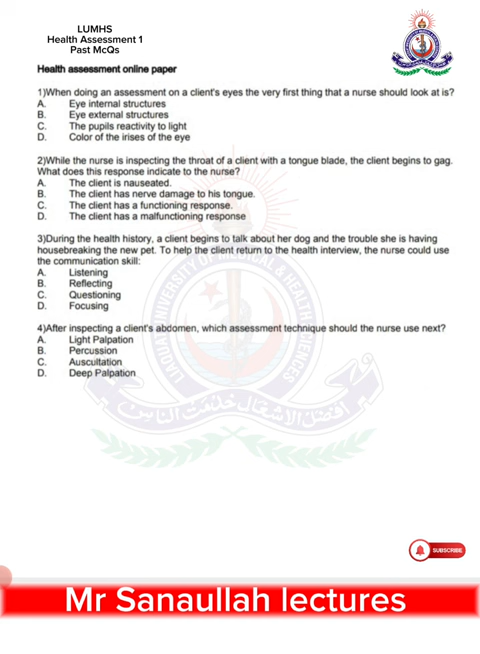 LUMHS
Health Assessment 1
Past McQs
Health assessment online paper
1)When doing an assessment on a client's eyes the very first thing that a nurse should look at is?
A. Eye internal structures
B. Eye external structures
C. The pupils reactivity to light
D. Color of the irises of the eye
2)While the nurse is inspecting the throat of a client with a tongue blade, the client begins to gag.
What does this response indicate to the nurse?
A. The client is nauseated.
B. The client has nerve damage to his tongue.
C. The client has a functioning response.
D. The client has a malfunctioning response
3)During the health history, a client begins to talk about her dog and the trouble she is having
housebreaking the new pet. To help the client return to the health interview, the nurse could use
the communication skill:
A. Listening
B. Reflecting
C. Questioning
D. Focusing
4)After inspecting a client's abdomen, which assessment technique should the nurse use next?
A. Light Palpation
B. Percussion
C. Auscultation
D. Deep Palpation
SUBSCRIBE
Mr Sanaullah lectures